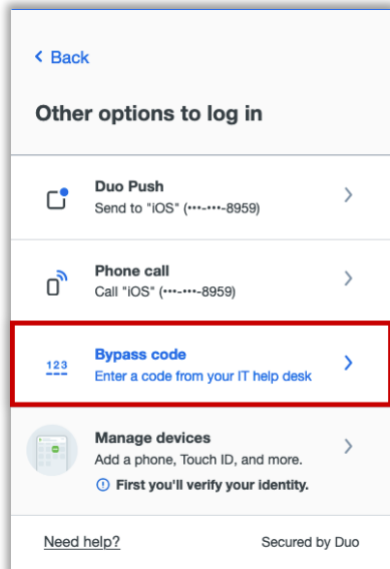 Back
Other options to log in
Duo Push
Send to "iOS" (•••-•••-8959)
Phone call
Call "iOS" (•••-•••-8959)
123
Bypass code
Enter a code from your IT help desk
Manage devices
Add a phone, Touch ID, and more.
First you'll verify your identity.
Need help?
Secured by Duo